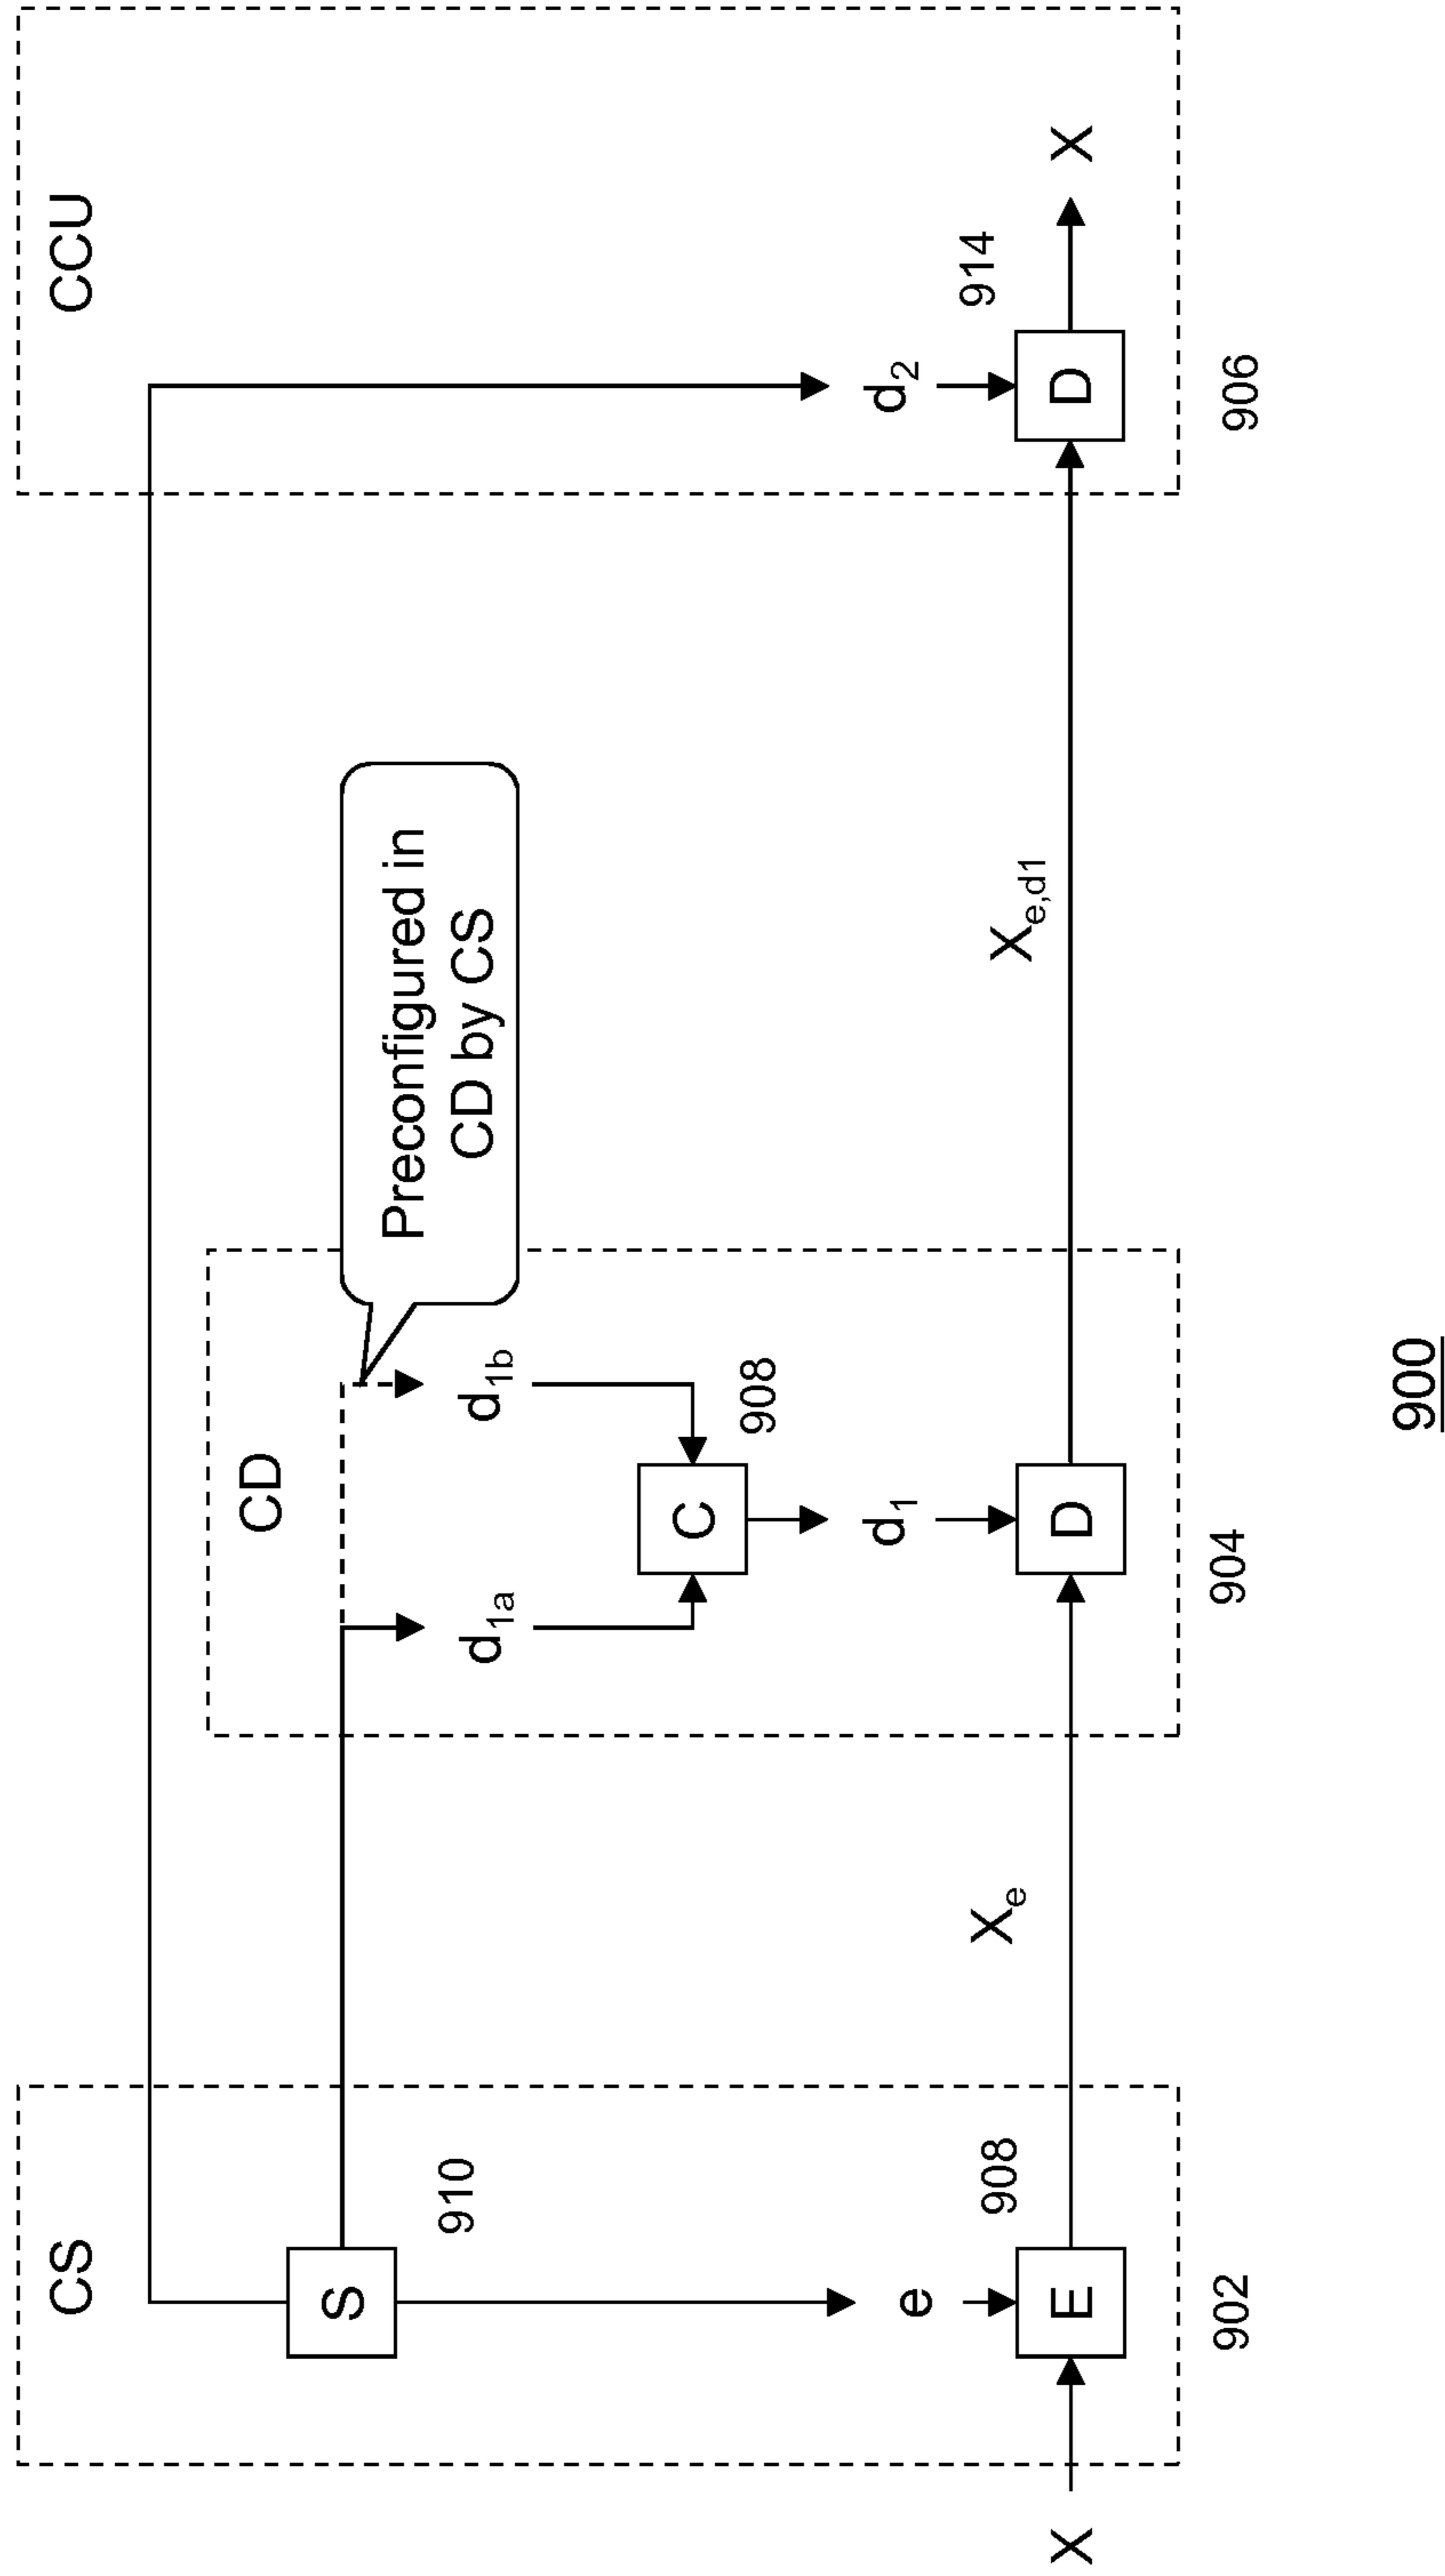 CS
CD
CCU
Preconfigured in
CD by CS
S
910
d1a
d1b
C
908
e
d1
d2
908
914
X
E
Xe
D
Xe,d1
D
X
902
904
906
900